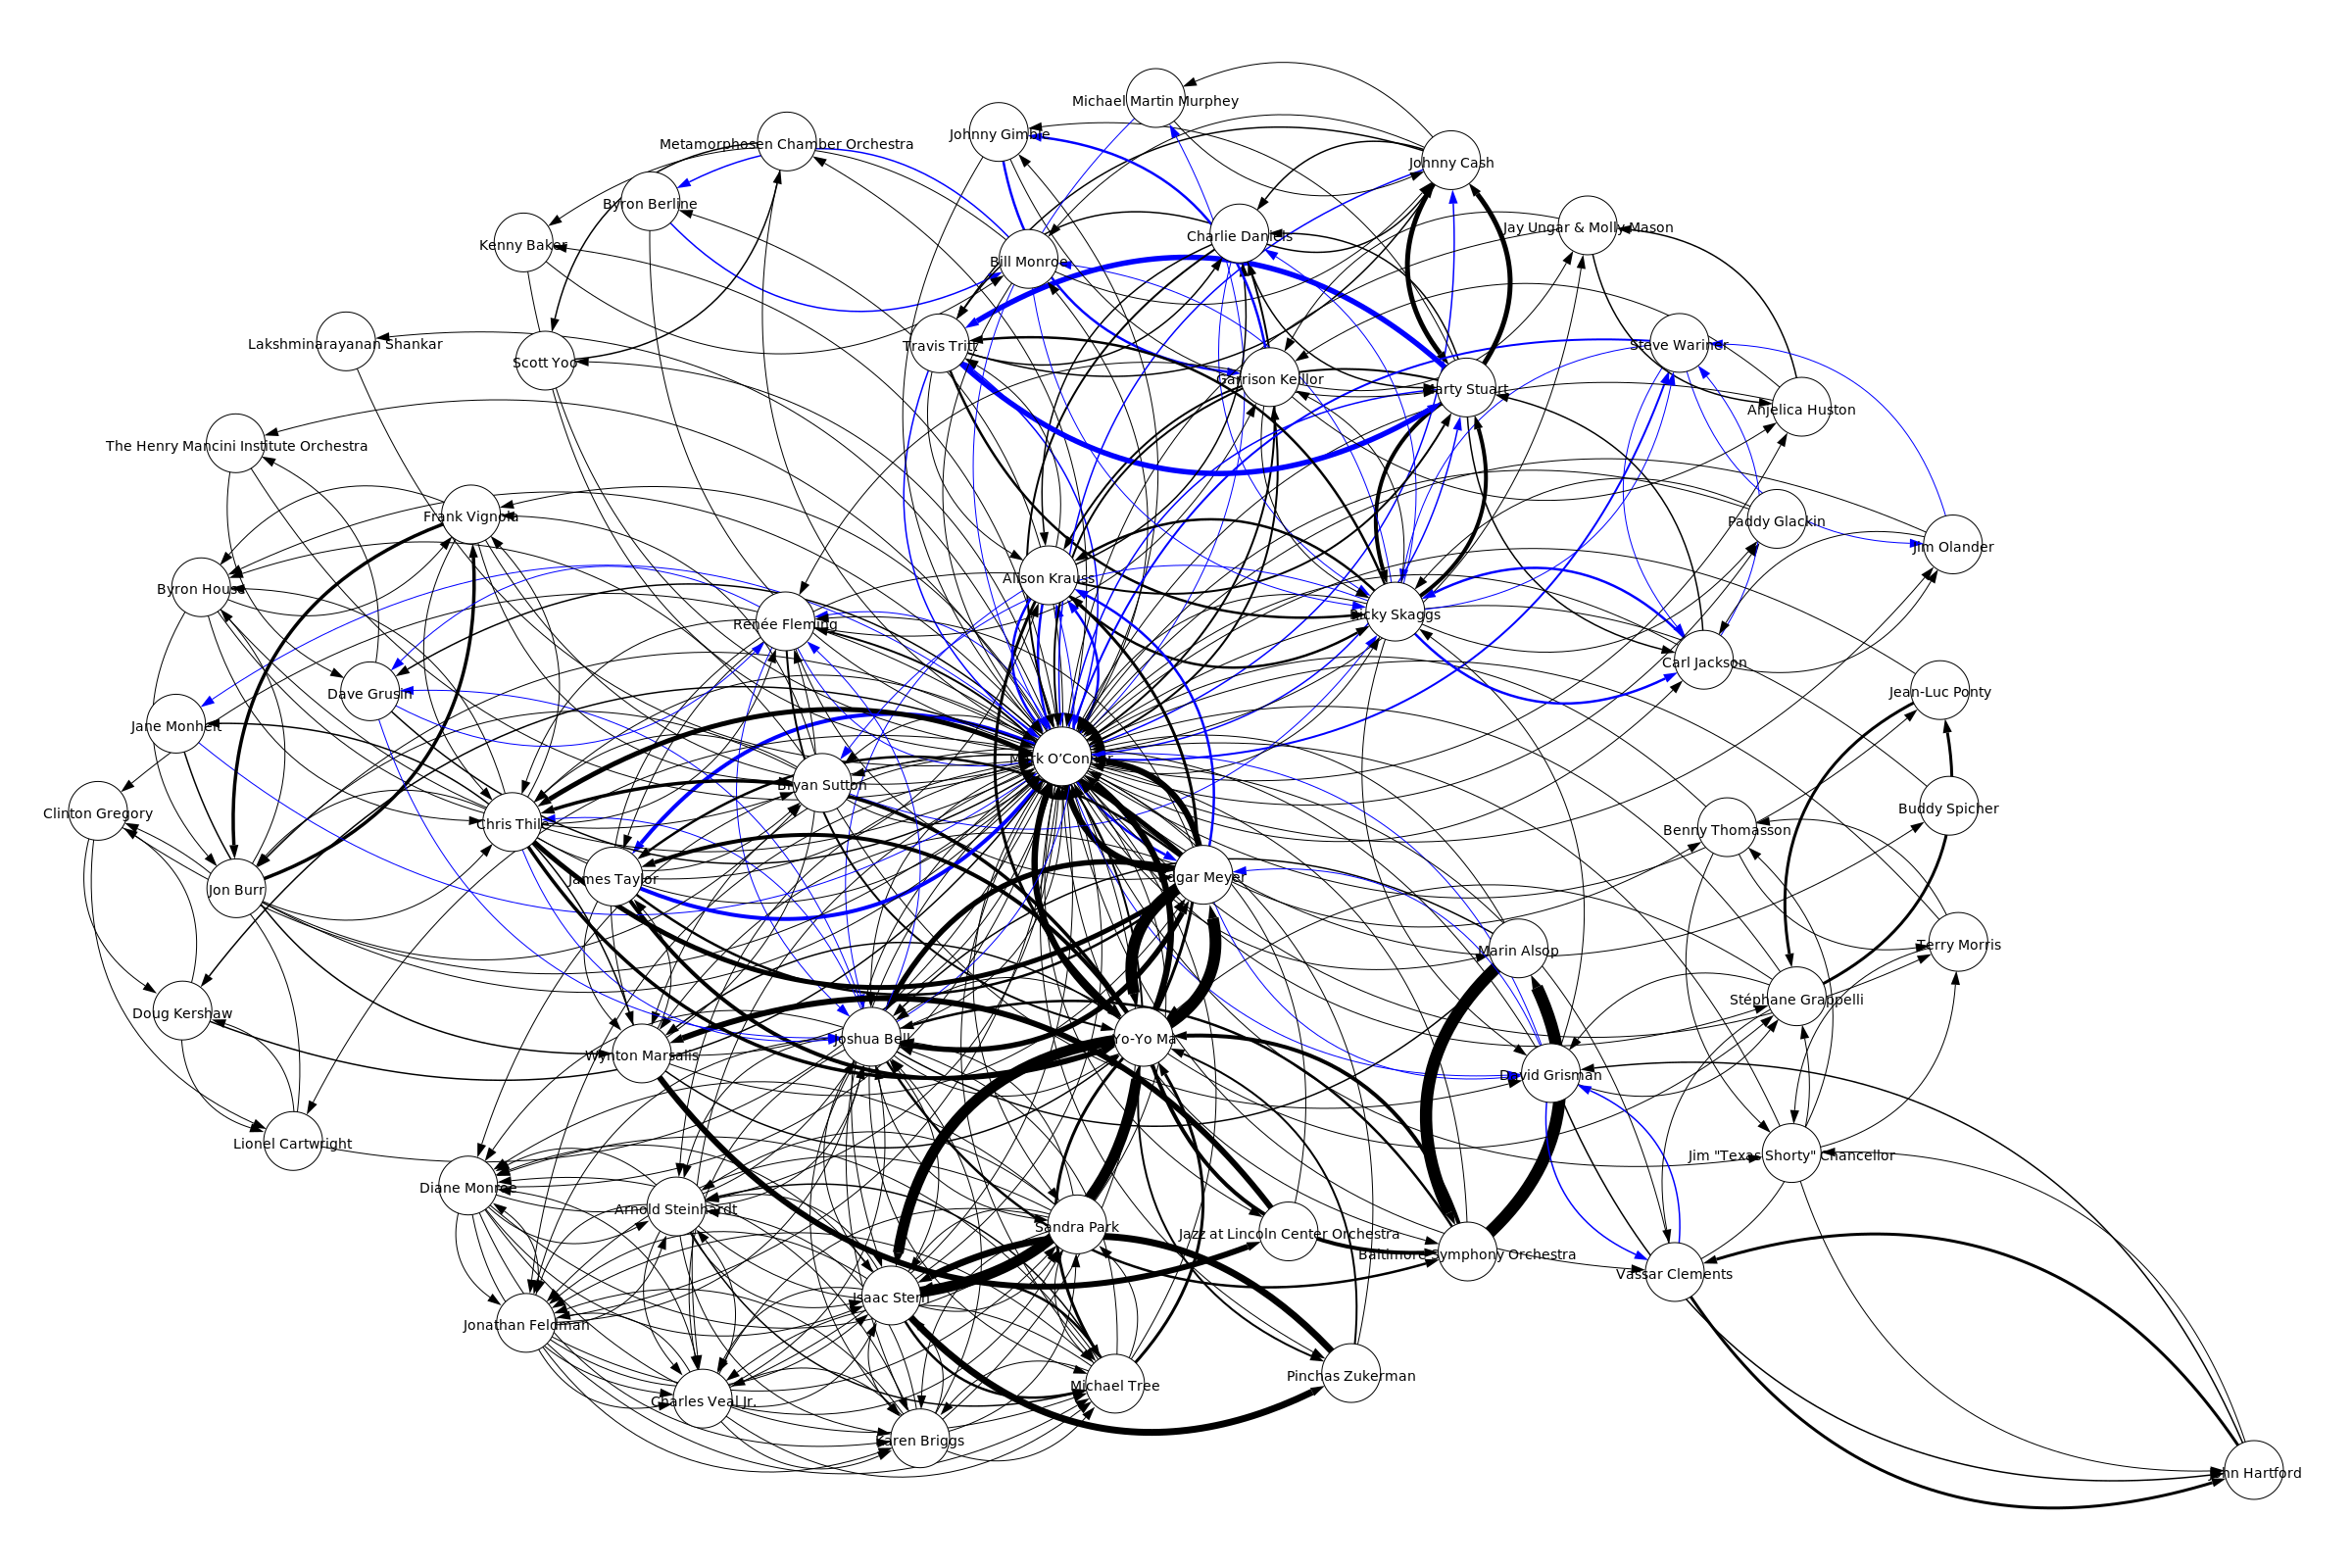 Michael Martin Murphey
Johnny Gimble
Metamorphosen Chamber Orchestra
Johnny Cash
Byron Berline
Jay Ungar & Molly Mason
Charlie Daniels
Kenny Baker
Bill Monroe
Lakshminarayanan Shankar
Travis Tritt
Steve Wariner
Scott Yoo
Garrison Keillor
Marty Stuart
Anjelica Huston
The Henry Mancini Institute Orchestra
Frank Vignola
Paddy Glackin
Jim Olander
Alison Krauss
Byron House
Ricky Skaggs
Renée Fleming
Carl Jackson
Dave Grusin
Jean-Luc Ponty
Jane Monheit
Mark O'Connor
Bryan Sutton
Buddy Spicher
Clinton Gregory
Chris Thile
Benny Thomasson
Edgar Meyer
James Taylor
Jon Burr
Terry Morris
Marin Alsop
Stéphane Grappelli
Doug Kershaw
Joshua Bell
Yo-Yo Ma
Wynton Marsalis
David Grisman
Lionel Cartwright
Jim "Texas Shorty" Chancellor
Diane Monroe
Arnold Steinhardt
Sandra Park
Jazz at Lincoln Center Orchestra
Baltimore Symphony Orchestra
Vassar Clements
Isaac Stern
Jonathan Feldman
Pinchas Zukerman
Michael Tree
Charles Veal Jr.
Karen Briggs
John Hartford